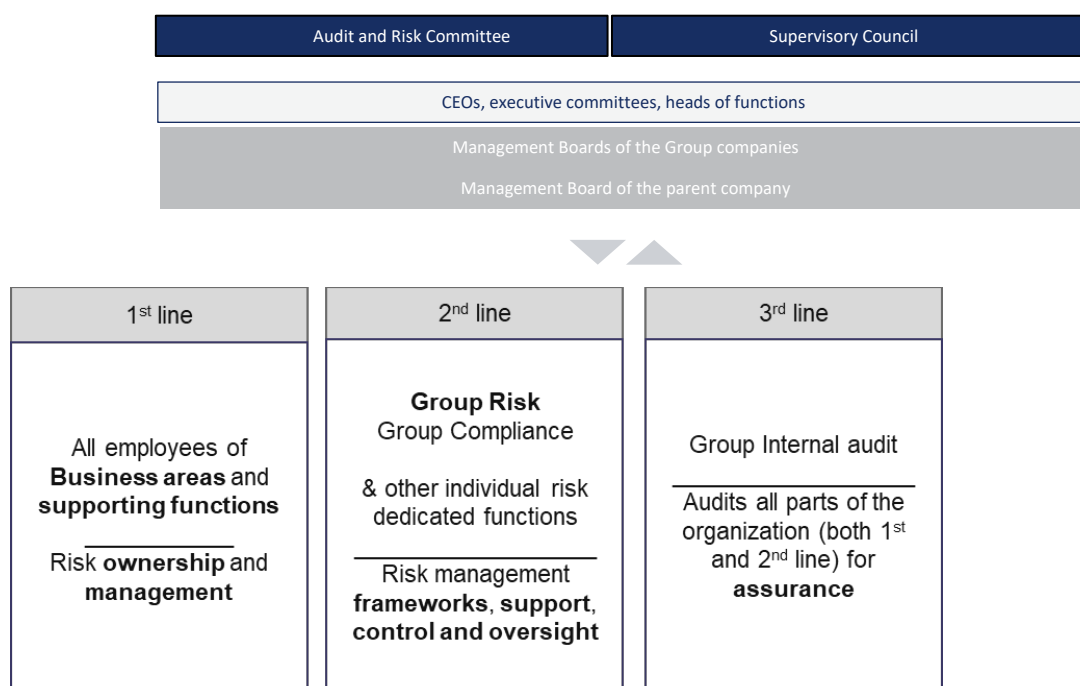 Audit and Risk Committee
Supervisory Council
CEOs, executive committees, heads of functions
Management Boards of the Group companies
Management Board of the parent company
1st line
All employees of
Business areas and
supporting functions
Risk ownership and
management
2nd line
Group Risk
Group Compliance
& other individual risk
dedicated functions
Risk management
frameworks, support,
control and oversight
3rd line
Group Internal audit
Audits all parts of the
organization (both 1st
and 2nd line) for
assurance